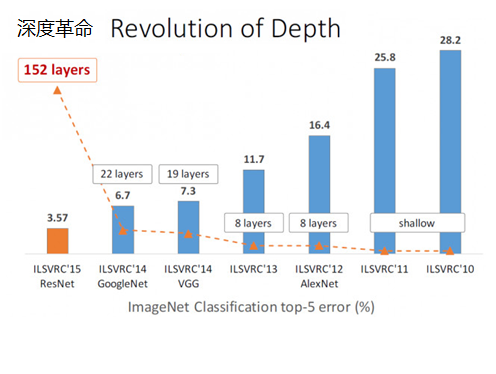 深度革命 Revolution of Depth
28.2
25.8
152 layers
16.4
11.7
22 layers
19 layers
7.3
6.7
3.57
8 layers
8 layers
shallow
ILSVRC'15 ILSVRC'14 ILSVRC'14 ILSVRC'13 ILSVRC'12 ILSVRC'11 ILSVRC'10
ResNet GoogleNet VGG AlexNet
ImageNet Classification top-5 error (%)